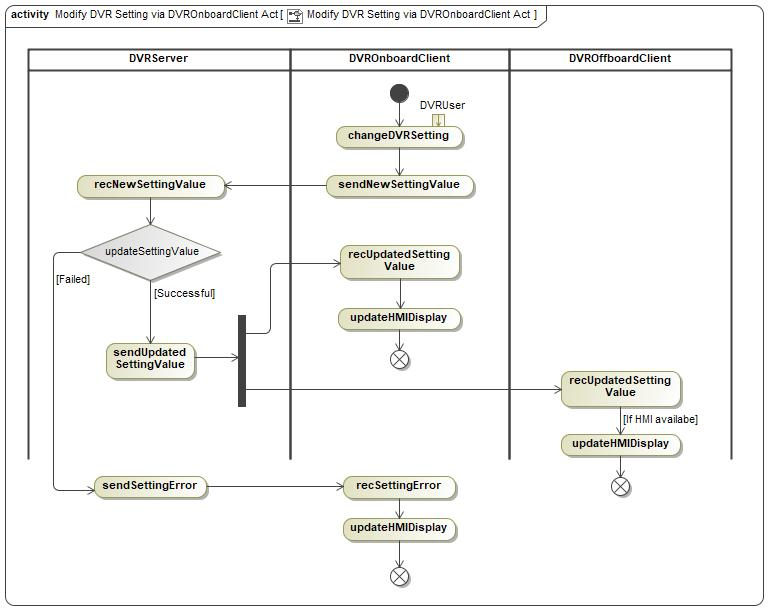 activity Modify DVR Setting via DVROnboardClient Act [ Modify DVR Setting via DVROnboardClient Act ]
DVRServer
DVROnboardClient
DVROffboardClient
DVRUser
changeDVRSetting
recNewSettingValue
sendNewSettingValue
updateSettingValue
[Failed]
[Successful]
recUpdatedSetting
Value
updateHMIDisplay
sendUpdated
SettingValue
recUpdatedSetting
Value
[If HMI availabe]
updateHMIDisplay
sendSettingError
recSettingError
updateHMIDisplay